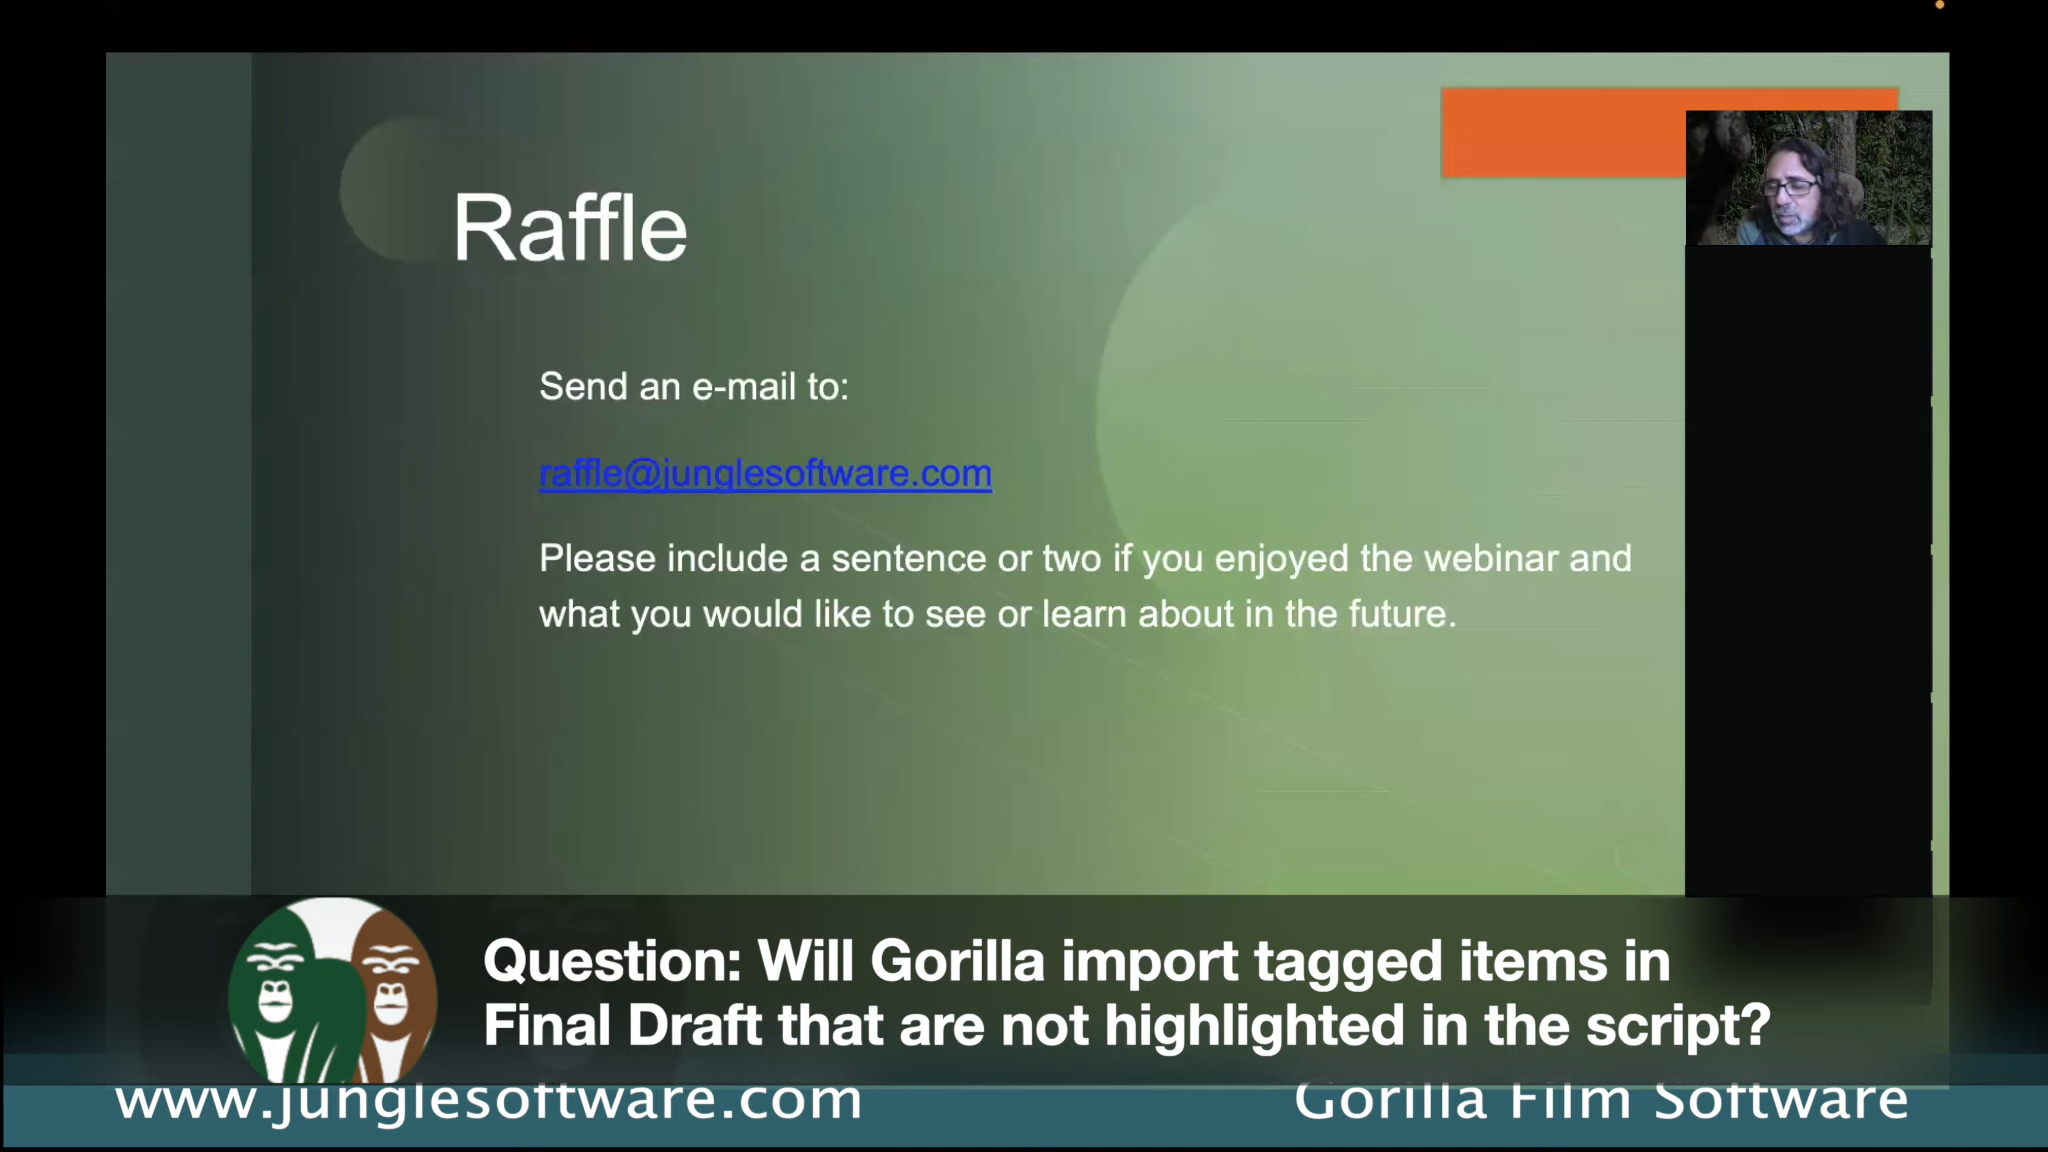 Raffle
Send an e-mail to:
raffle@junglesoftware.com
Please include a sentence or two if you enjoyed the webinar and
what you would like to see or learn about in the future.
Question: Will Gorilla import tagged items in
Final Draft that are not highlighted in the script?
www.junglesoftware.com
Gorilla Film Software